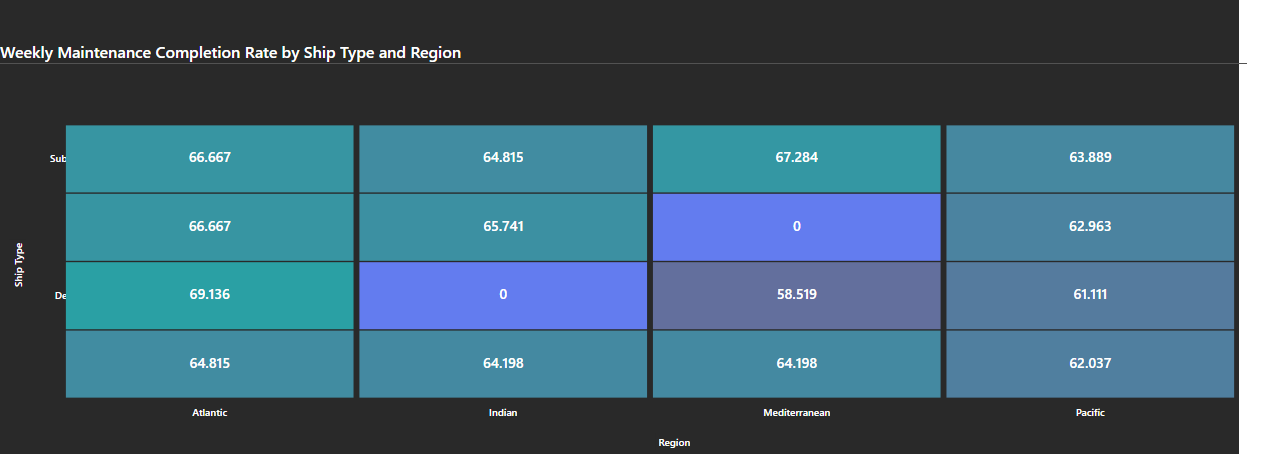 Weekly Maintenance Completion Rate by Ship Type and Region
Sub 66.667 64.815 67.284 63.889
66.667 65.741 0 62.963
Ship Type
De 69.136 0 58.519 61.111
64.815 64.198 64.198 62.037
Atlantic Indian Mediterranean Pacific
Region